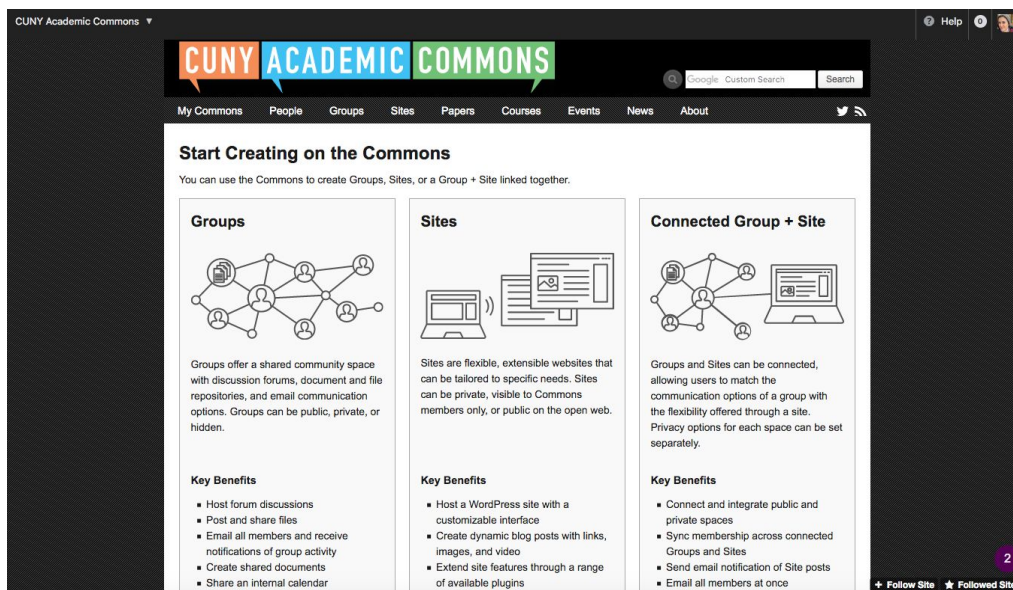 CUNY Academic Commons ▼
Help 0
CUNY ACADEMIC COMMONS
Google Custom Search Search
My Commons People Groups Sites Papers Courses Events News About
Start Creating on the Commons
You can use the Commons to create Groups, Sites, or a Group + Site linked together.
Groups
Groups offer a shared community space
with discussion forums, document and file
repositories, and email communication
options. Groups can be public, private, or
hidden.
Key Benefits
▪ Host forum discussions
▪ Post and share files
▪ Email all members and receive
notifications of group activity
▪ Create shared documents
▪ Share an internal calendar
Sites
Sites are flexible, extensible websites that
can be tailored to specific needs. Sites
can be private, visible to Commons
members only, or public on the open web.
Key Benefits
▪ Host a WordPress site with a
customizable interface
▪ Create dynamic blog posts with links,
images, and video
▪ Extend site features through a range
of available plugins
Connected Group + Site
Groups and Sites can be connected,
allowing users to match the
communication options of a group with
the flexibility offered through a site.
Privacy options for each space can be set
separately.
Key Benefits
▪ Connect and integrate public and
private spaces
▪ Sync membership across connected
Groups and Sites
▪ Send email notification of Site posts
▪ Email all members at once
2
+ Follow Site ★ Followed Site